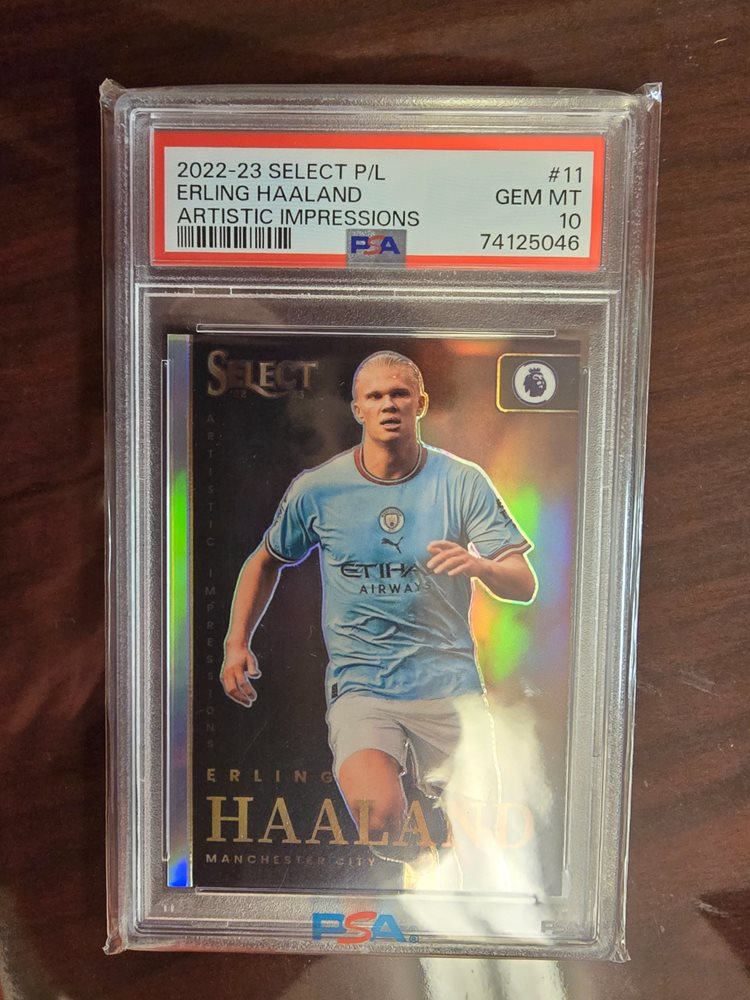 2022-23 SELECT P/L #11
ERLING HAALAND GEM MT
ARTISTIC IMPRESSIONS 10
PSA 74125046
SELECT
ARTISTIC IMPRESSIONS
ETIHA
AIRWAYS
ERLING
HAALAND
MANCHESTER CITY
PSA